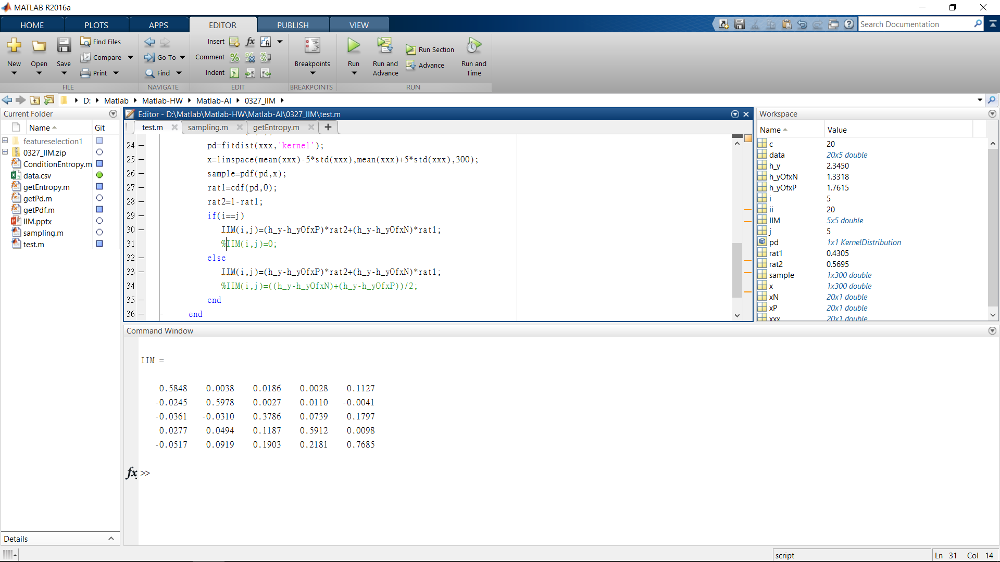 MATLAB R2016a
HOME PLOTS APPS EDITOR PUBLISH VIEW
Search Documentation
New Open Save Find Files Compare Print
Go To Find
Insert Comment Indent
Breakpoints
Run Run and Advance Run Section Advance Run and Time
FILE NAVIGATE EDIT BREAKPOINTS RUN
D: Matlab Matlab-HW Matlab-AI 0327_IIM
Current Folder
Name Git
featureselection1
0327_IIM.zip
ConditionEntropy.m
data.csv
getEntropy.m
getPd.m
getPdf.m
IIM.pptx
sampling.m
test.m
Details
Editor - D:\Matlab\Matlab-HW\Matlab-AI\0327_IIM\test.m
test.m sampling.m getEntropy.m
24 pd=fitdist(xxx,'kernel');
25 x=linspace(mean(xxx)-5*std(xxx),mean(xxx)+5*std(xxx),300);
26 sample=pdf(pd,x);
27 rat1=cdf(pd,0);
28 rat2=1-rat1;
29 if(i==j)
30 IIM(i,j)=(h_y-h_yOfxP)*rat2+(h_y-h_yOfxN)*rat1;
31 %IIM(i,j)=0;
32 else
33 IIM(i,j)=(h_y-h_yOfxP)*rat2+(h_y-h_yOfxN)*rat1;
34 %IIM(i,j)=((h_y-h_yOfxN)+(h_y-h_yOfxP))/2;
35 end
36 end
Workspace
Name Value
c 20
data 20x5 double
h_y 2.3450
h_yOfxN 1.3318
h_yOfxP 1.7615
i 5
ii 20
IIM 5x5 double
j 5
pd 1x1 KernelDistribution
rat1 0.4305
rat2 0.5695
sample 1x300 double
x 1x300 double
xN 20x1 double
xP 20x1 double
xxx 20x1 double
Command Window
IIM =
0.5848 0.0038 0.0186 0.0028 0.1127
-0.0245 0.5978 0.0027 0.0110 -0.0041
-0.0361 -0.0310 0.3786 0.0739 0.1797
0.0277 0.0494 0.1187 0.5912 0.0098
-0.0517 0.0919 0.1903 0.2181 0.7685
fx >>
script Ln 31 Col 14